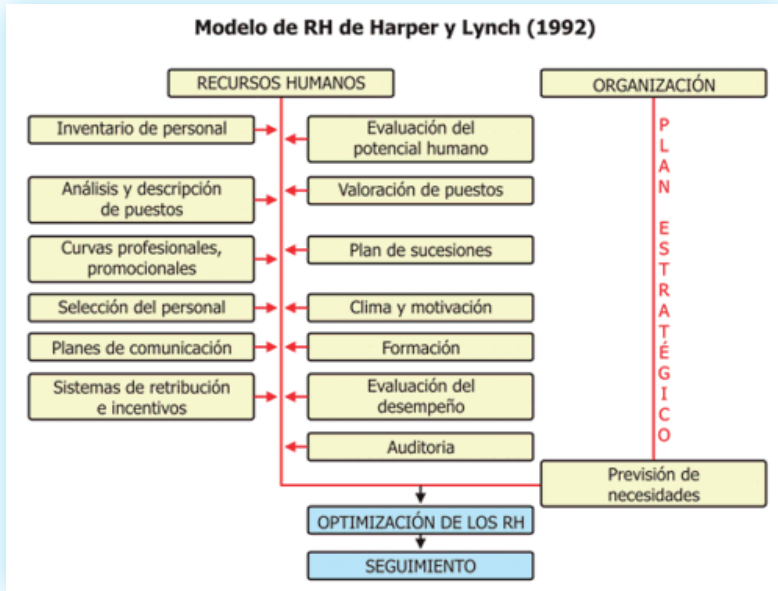 Modelo de RH de Harper y Lynch (1992)
RECURSOS HUMANOS
ORGANIZACIÓN
Inventario de personal
Evaluación del
potencial humano
Análisis y descripción
de puestos
Valoración de puestos
Curvas profesionales,
promocionales
Plan de sucesiones
Selección del personal
Clima y motivación
Planes de comunicación
Formación
Sistemas de retribución
e incentivos
Evaluación del
desempeño
Auditoria
PLAN ESTRATÉGICO
Previsión de
necesidades
OPTIMIZACIÓN DE LOS RH
SEGUIMIENTO